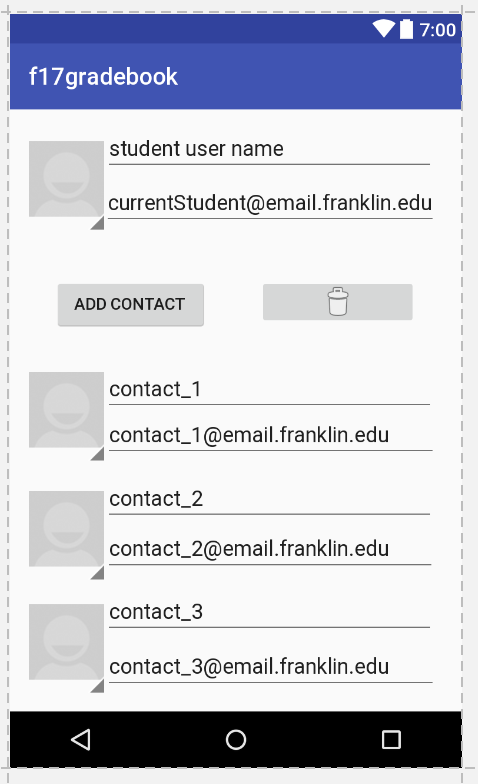 7:00
f17gradebook
student user name
currentStudent@email.franklin.edu
ADD CONTACT
contact_1
contact_1@email.franklin.edu
contact_2
contact_2@email.franklin.edu
contact_3
contact_3@email.franklin.edu